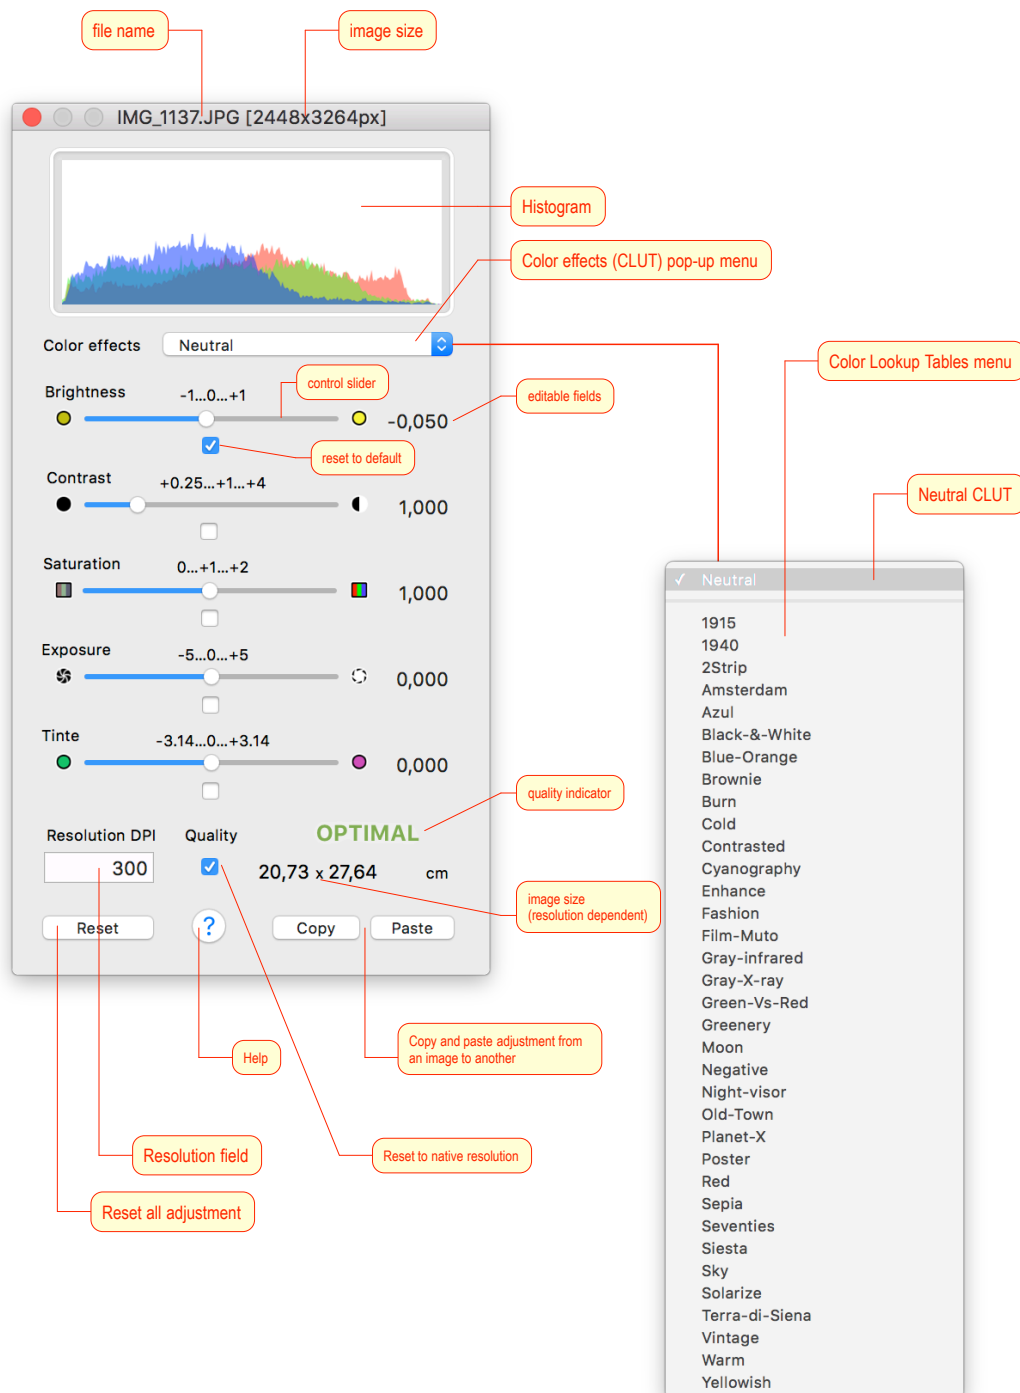 file name
image size
IMG_1137.JPG [2448x3264px]
Histogram
Color effects (CLUT) pop-up menu
Color effects
Neutral
Color Lookup Tables menu
Brightness
-1...0...+1
control slider
editable fields
-0,050
reset to default
Contrast
+0.25...+1...+4
1,000
Neutral CLUT
Saturation
0...+1...+2
1,000
Exposure
-5...0...+5
0,000
Tinte
-3.14...0...+3.14
0,000
quality indicator
Resolution DPI
Quality
OPTIMAL
300
20,73 x 27,64
cm
image size
(resolution dependent)
Reset
?
Copy
Paste
Copy and paste adjustment from
an image to another
Help
Resolution field
Reset to native resolution
Reset all adjustment
✓ Neutral
1915
1940
2Strip
Amsterdam
Azul
Black-&-White
Blue-Orange
Brownie
Burn
Cold
Contrasted
Cyanography
Enhance
Fashion
Film-Muto
Gray-infrared
Gray-X-ray
Green-Vs-Red
Greenery
Moon
Negative
Night-visor
Old-Town
Planet-X
Poster
Red
Sepia
Seventies
Siesta
Sky
Solarize
Terra-di-Siena
Vintage
Warm
Yellowish